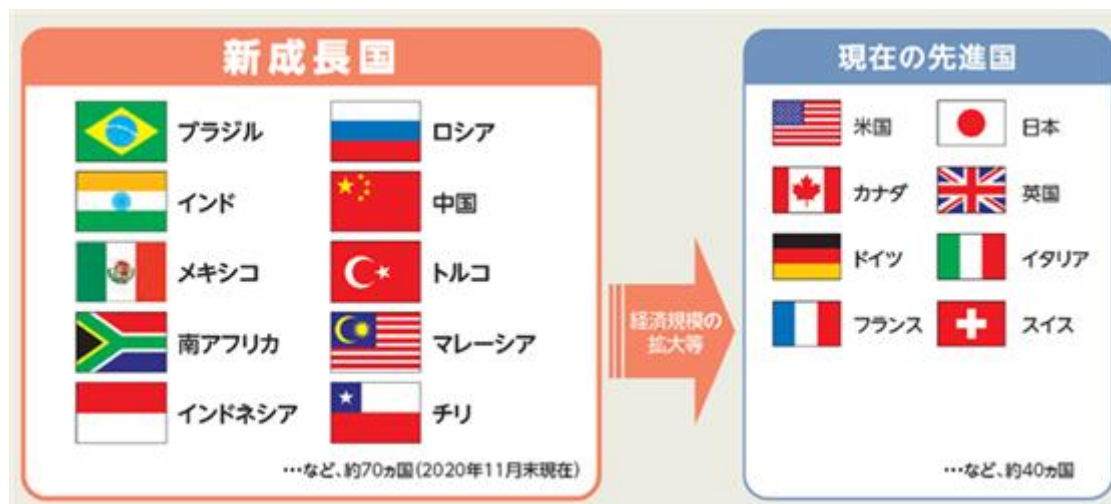 新成長国
ブラジル
ロシア
インド
中国
メキシコ
トルコ
南アフリカ
マレーシア
インドネシア
チリ
…など、約70ヵ国(2020年11月末現在)
経済規模の
拡大等
現在の先進国
米国
日本
カナダ
英国
ドイツ
イタリア
フランス
スイス
…など、約40ヵ国